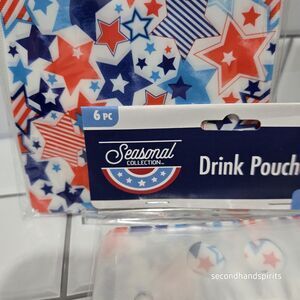 6 PC
Seasonal
COLLECTION
Drink Pouch
secondhandspirits